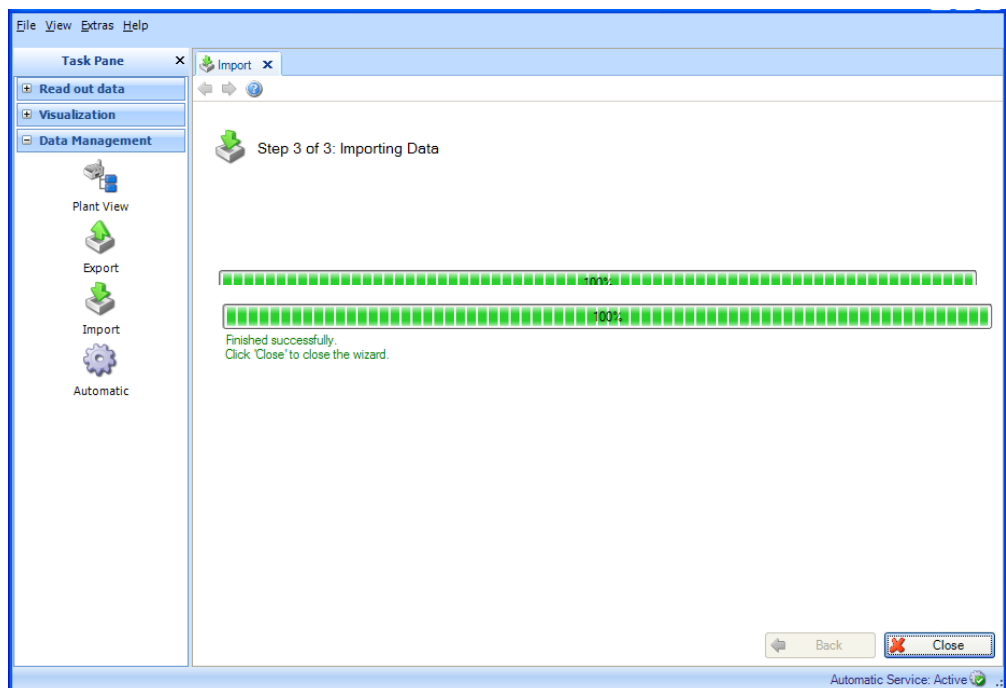 File View Extras Help
Task Pane
Import
Read out data
Visualization
Data Management
Step 3 of 3: Importing Data
Plant View
Export
100%
Import
100%
Finished successfully.
Click 'Close' to close the wizard.
Automatic
Back
Close
Automatic Service: Active